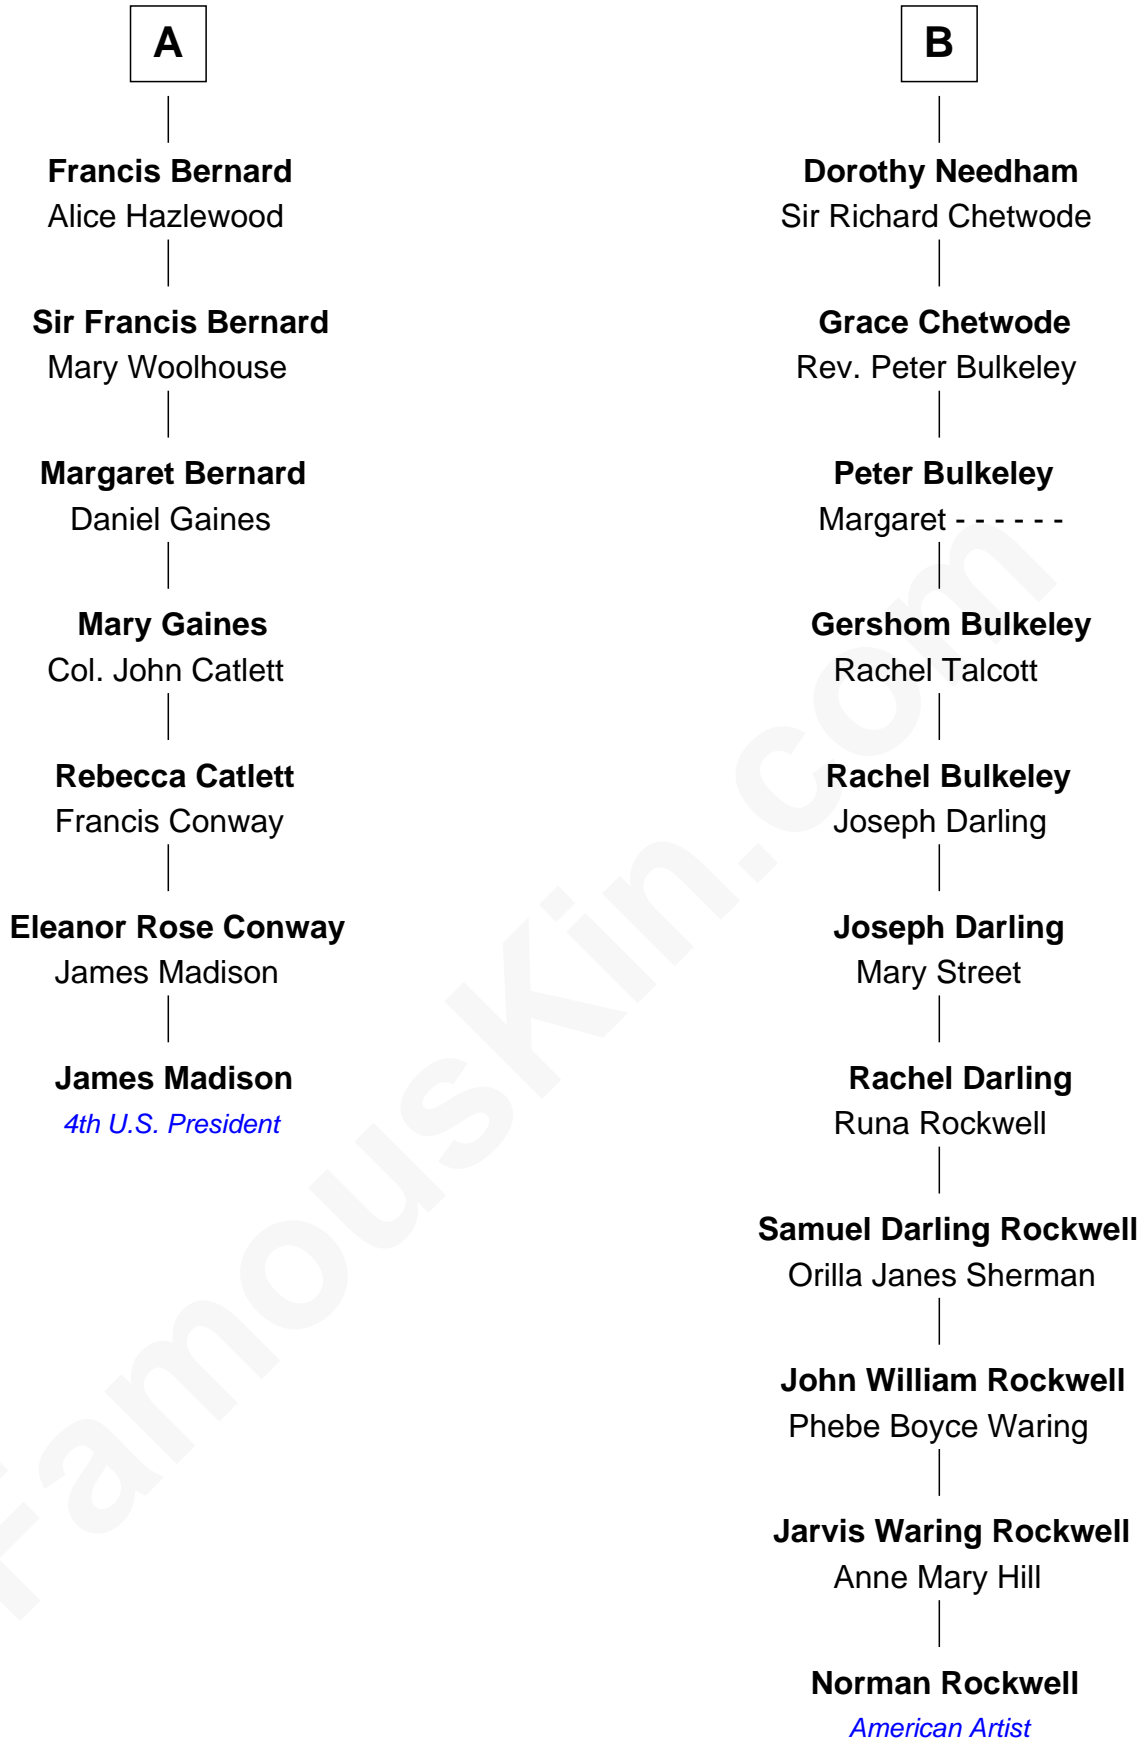 A
Francis Bernard
Alice Hazlewood
Sir Francis Bernard
Mary Woolhouse
Margaret Bernard
Daniel Gaines
Mary Gaines
Col. John Catlett
Rebecca Catlett
Francis Conway
Eleanor Rose Conway
James Madison
James Madison
4th U.S. President
B
Dorothy Needham
Sir Richard Chetwode
Grace Chetwode
Rev. Peter Bulkeley
Peter Bulkeley
Margaret - - - - - -
Gershom Bulkeley
Rachel Talcott
Rachel Bulkeley
Joseph Darling
Joseph Darling
Mary Street
Rachel Darling
Runa Rockwell
Samuel Darling Rockwell
Orilla Janes Sherman
John William Rockwell
Phebe Boyce Waring
Jarvis Waring Rockwell
Anne Mary Hill
Norman Rockwell
American Artist
FamousKin.com